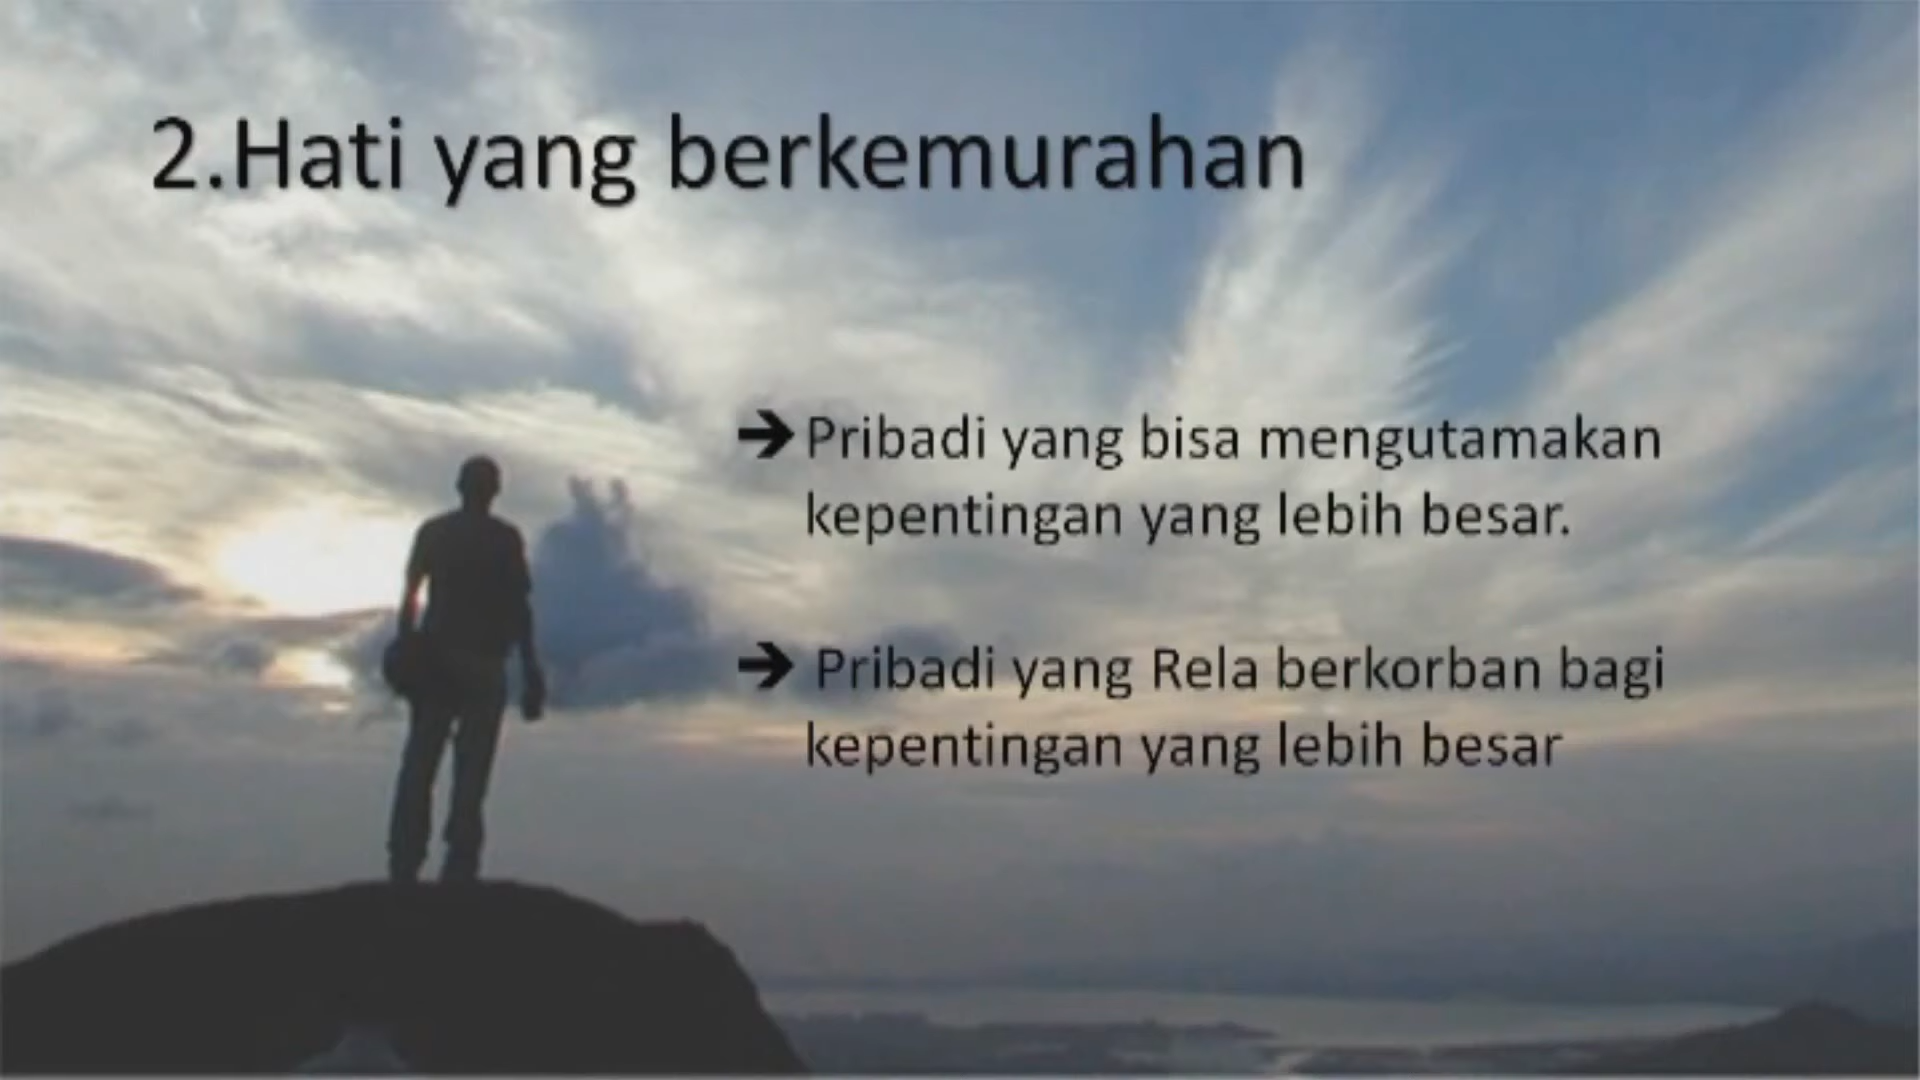 2.Hati yang berkemurahan
➔ Pribadi yang bisa mengutamakan
kepentingan yang lebih besar.
➔ Pribadi yang Rela berkorban bagi
kepentingan yang lebih besar